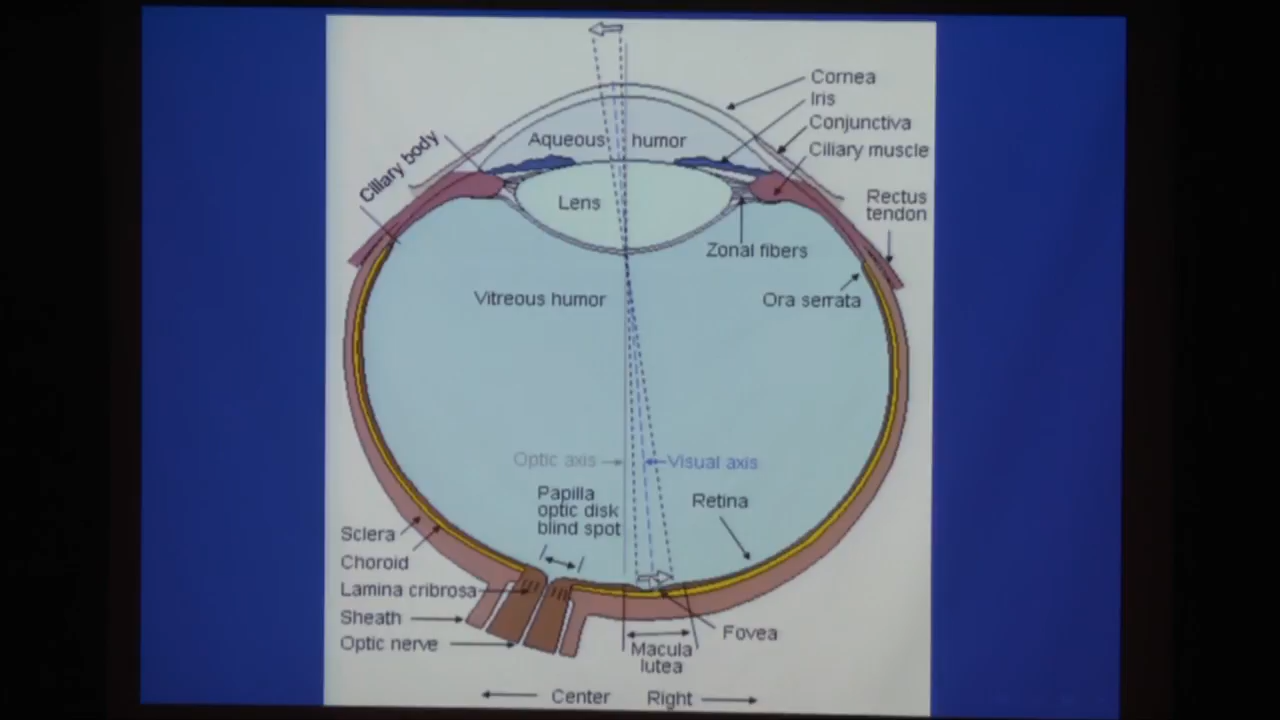 Cornea
Iris
Conjunctiva
Ciliary muscle
Aqueous humor
Ciliary body
Rectus
tendon
Lens
Zonal fibers
Vitreous humor
Ora serrata
Optic axis
Visual axis
Papilla
optic disk
blind spot
Retina
Sclera
Choroid
Lamina cribrosa
Sheath
Optic nerve
Fovea
Macula
lutea
Center Right